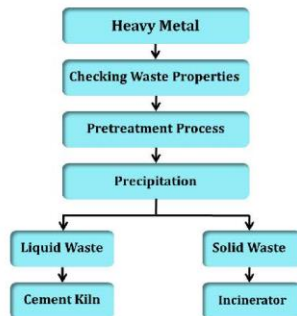 Heavy Metal
Checking Waste Properties
Pretreatment Process
Precipitation
Liquid Waste
Solid Waste
Cement Kiln
Incinerator